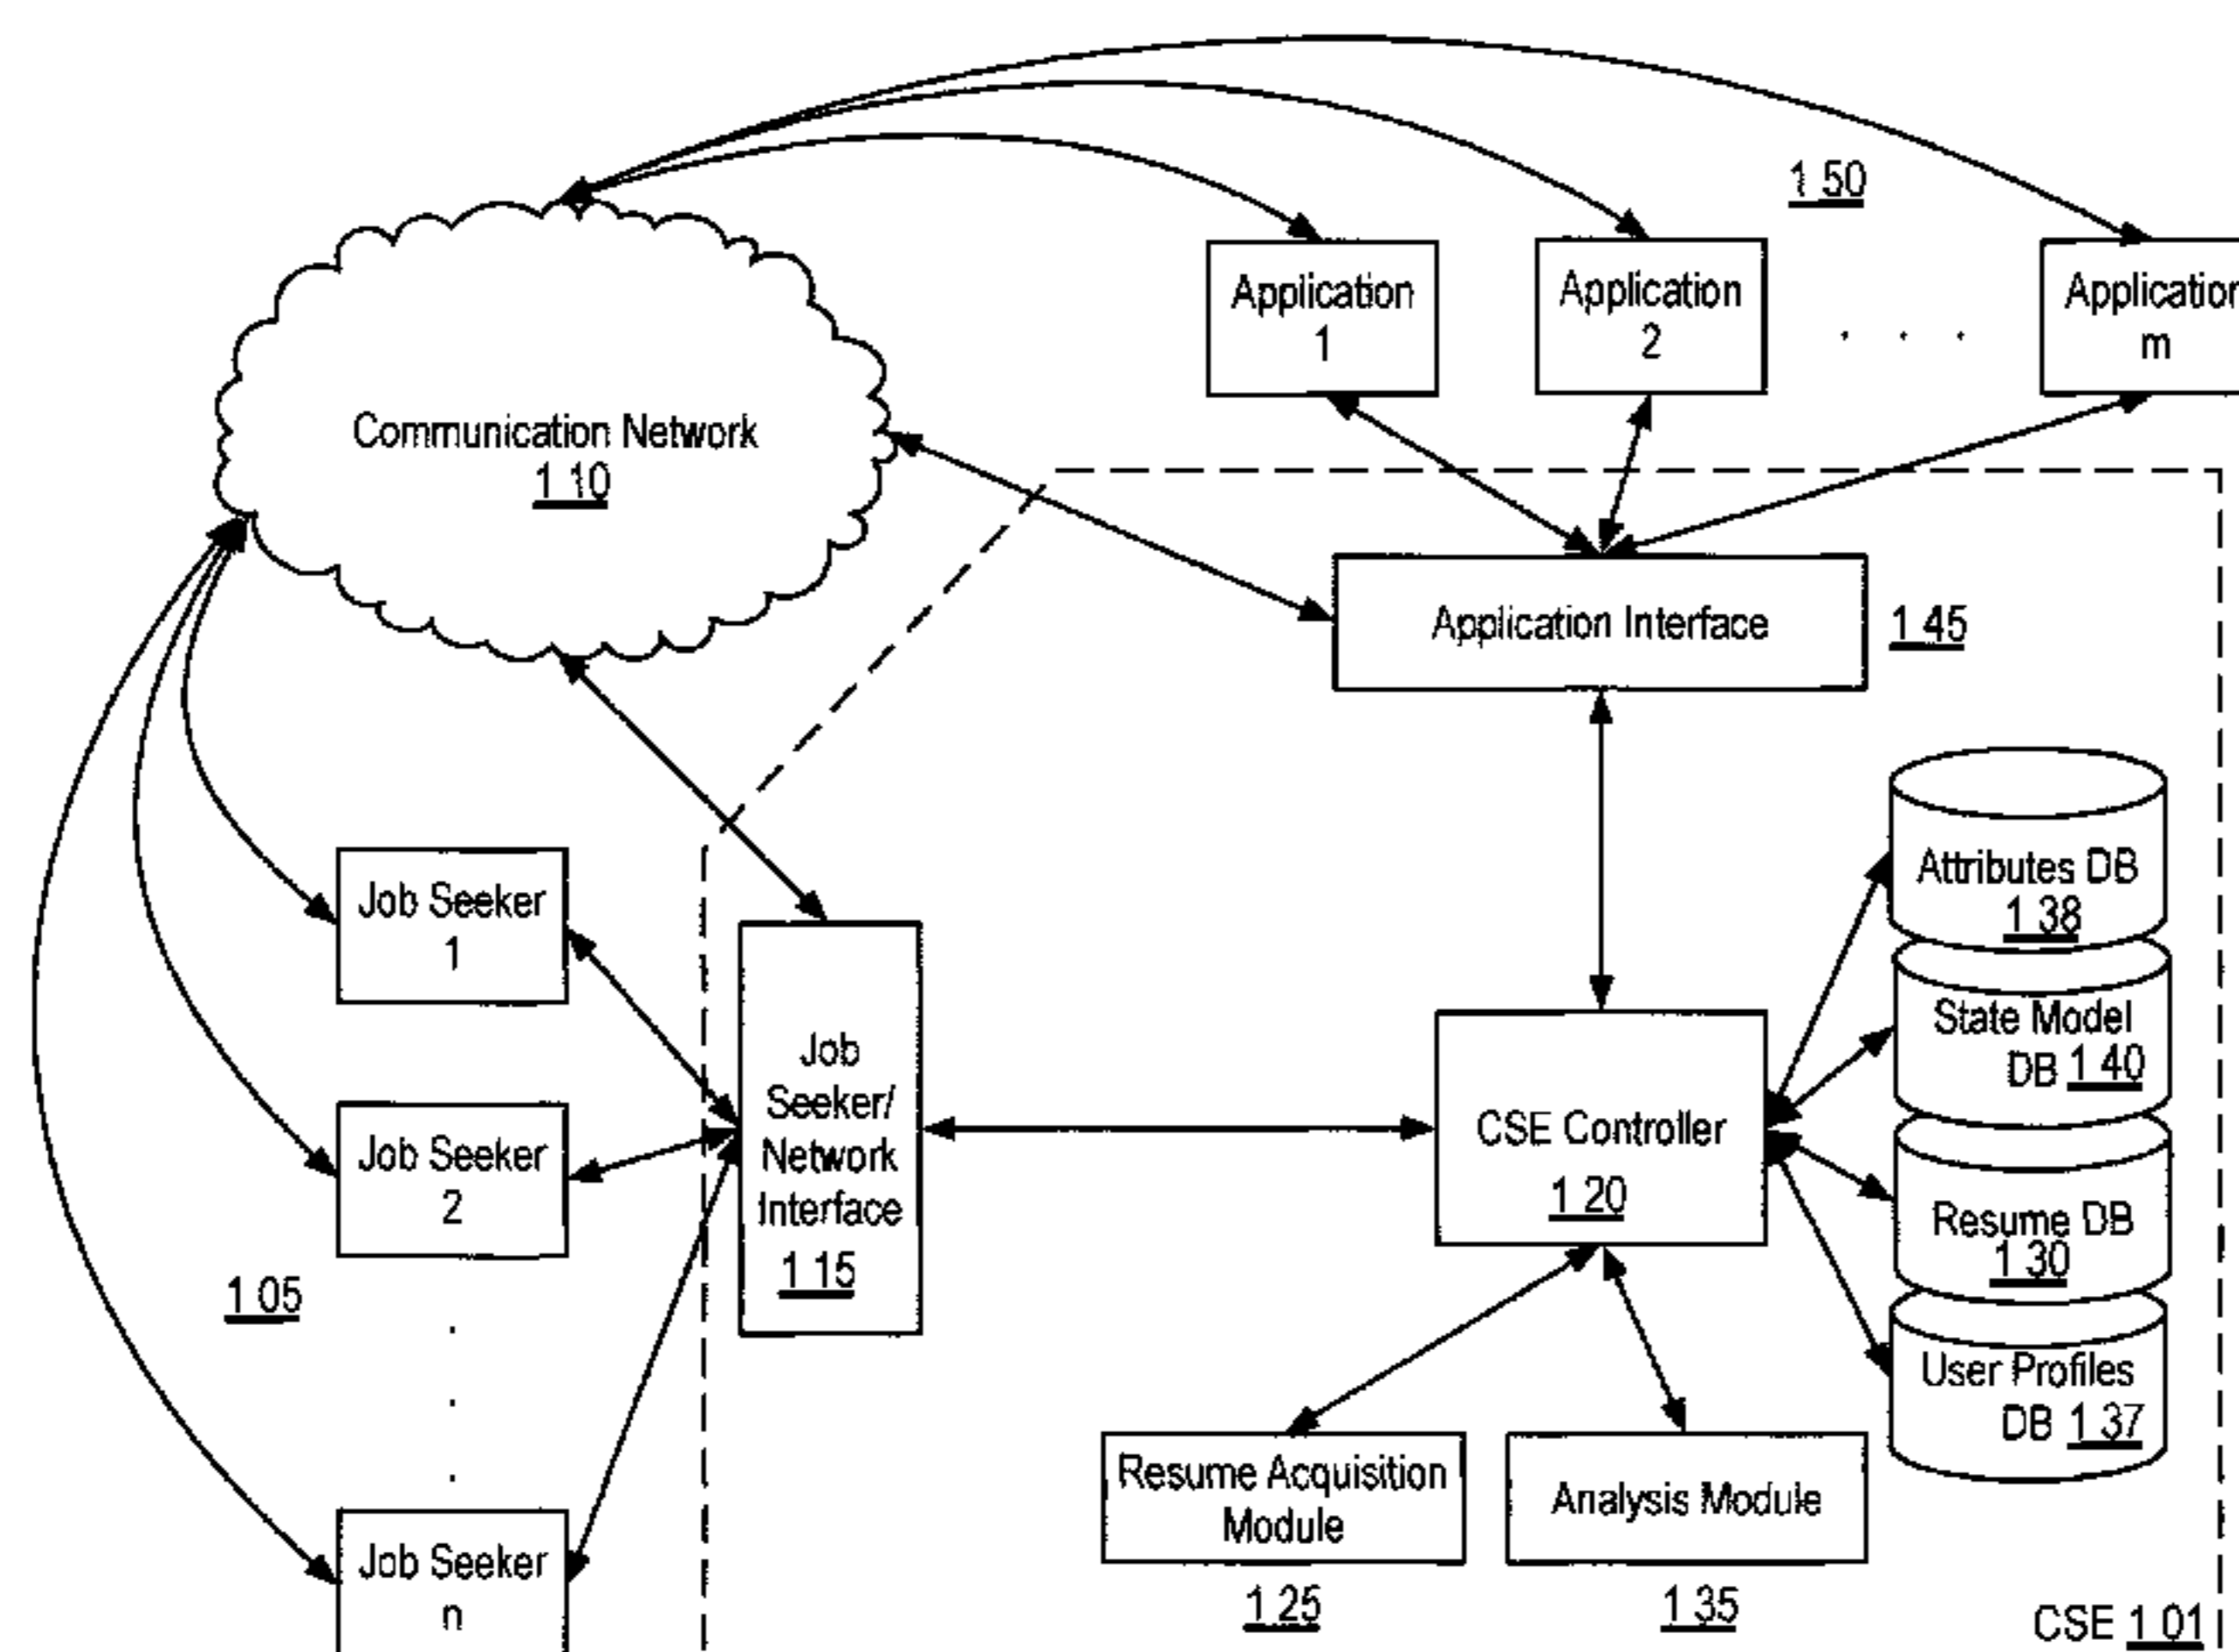 1 50
Application
1
Application
2
. . .
Application
m
Communication Network
1 10
Application Interface
1 45
Attributes DB
1 38
State Model
DB 1 40
Resume DB
1 30
User Profiles
DB 1 37
Job Seeker
1
Job Seeker
2
1 05
.
.
.
Job Seeker
n
Job
Seeker/
Network
Interface
1 15
CSE Controller
1 20
Resume Acquisition
Module
1 25
Analysis Module
1 35
CSE 1 01